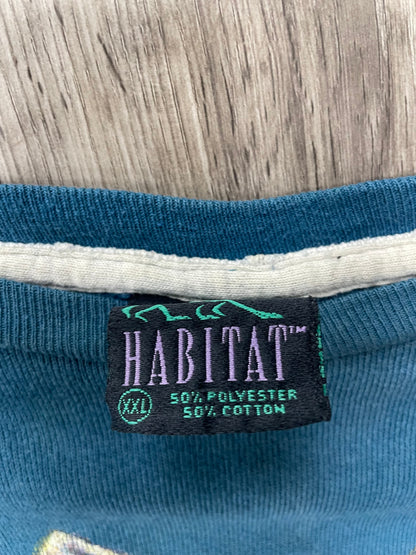 HABITAT™
XXL
50% POLYESTER
50% COTTON